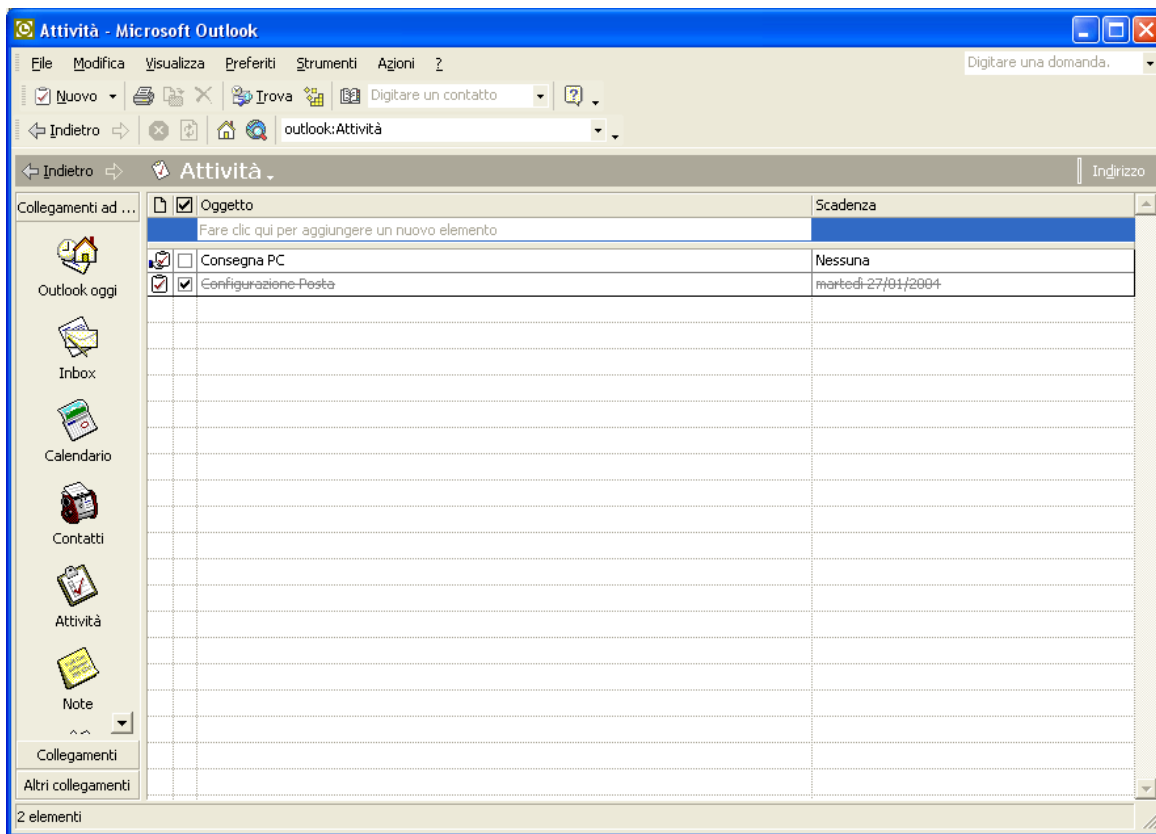 Attività - Microsoft Outlook
File Modifica Visualizza Preferiti Strumenti Azioni ?
Digitare una domanda.
Nuovo Trova Digitare un contatto
Indietro outlook:Attività
Indietro Attività Indirizzo
Collegamenti ad ...
Oggetto Scadenza
Fare clic qui per aggiungere un nuovo elemento
Consegna PC Nessuna
Configurazione Posta martedì 27/01/2004
Outlook oggi
Inbox
Calendario
Contatti
Attività
Note
Collegamenti
Altri collegamenti
2 elementi